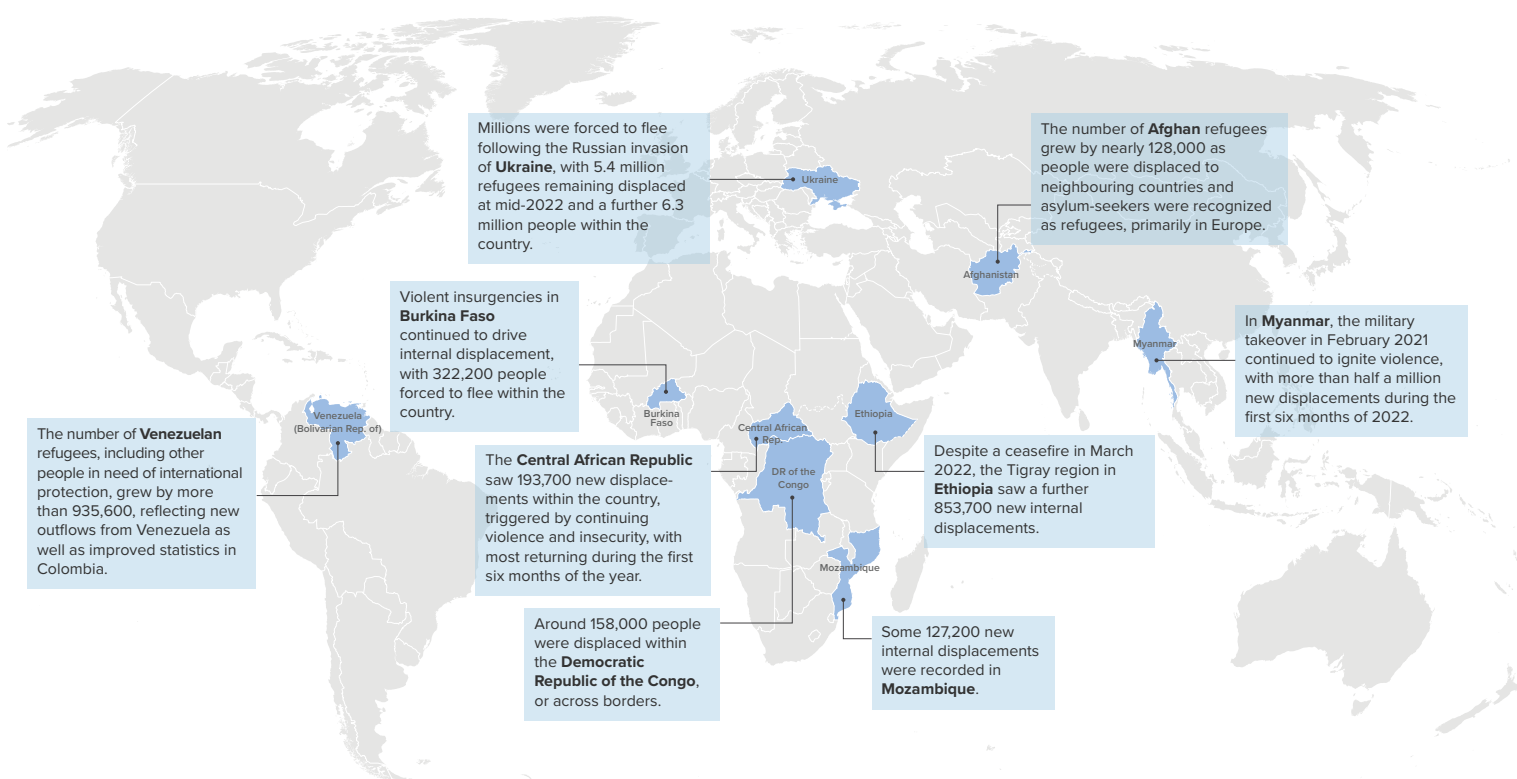 Millions were forced to flee
following the Russian invasion
of Ukraine, with 5.4 million
refugees remaining displaced
at mid-2022 and a further 6.3
million people within the
country.
Ukraine
The number of Afghan refugees
grew by nearly 128,000 as
people were displaced to
neighbouring countries and
asylum-seekers were recognized
as refugees, primarily in Europe.
Afghanistan
Violent insurgencies in
Burkina Faso
continued to drive
internal displacement,
with 322,200 people
forced to flee within the
country.
Burkina
Faso
In Myanmar, the military
takeover in February 2021
continued to ignite violence,
with more than half a million
new displacements during the
first six months of 2022.
Myanmar
The number of Venezuelan
refugees, including other
people in need of international
protection, grew by more
than 935,600, reflecting new
outflows from Venezuela as
well as improved statistics in
Colombia.
Venezuela
(Bolivarian Rep. of)
The Central African Republic
saw 193,700 new displace-
ments within the country,
triggered by continuing
violence and insecurity, with
most returning during the first
six months of the year.
Central African
Rep.
Ethiopia
Despite a ceasefire in March
2022, the Tigray region in
Ethiopia saw a further
853,700 new internal
displacements.
DR of the
Congo
Around 158,000 people
were displaced within
the Democratic
Republic of the Congo,
or across borders.
Mozambique
Some 127,200 new
internal displacements
were recorded in
Mozambique.